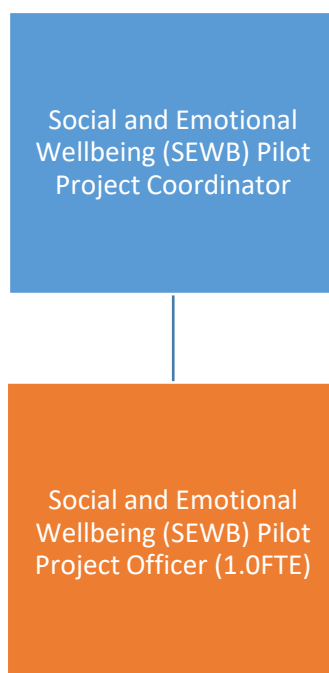 Social and Emotional
Wellbeing (SEWB) Pilot
Project Coordinator
Social and Emotional
Wellbeing (SEWB) Pilot
Project Officer (1.0FTE)